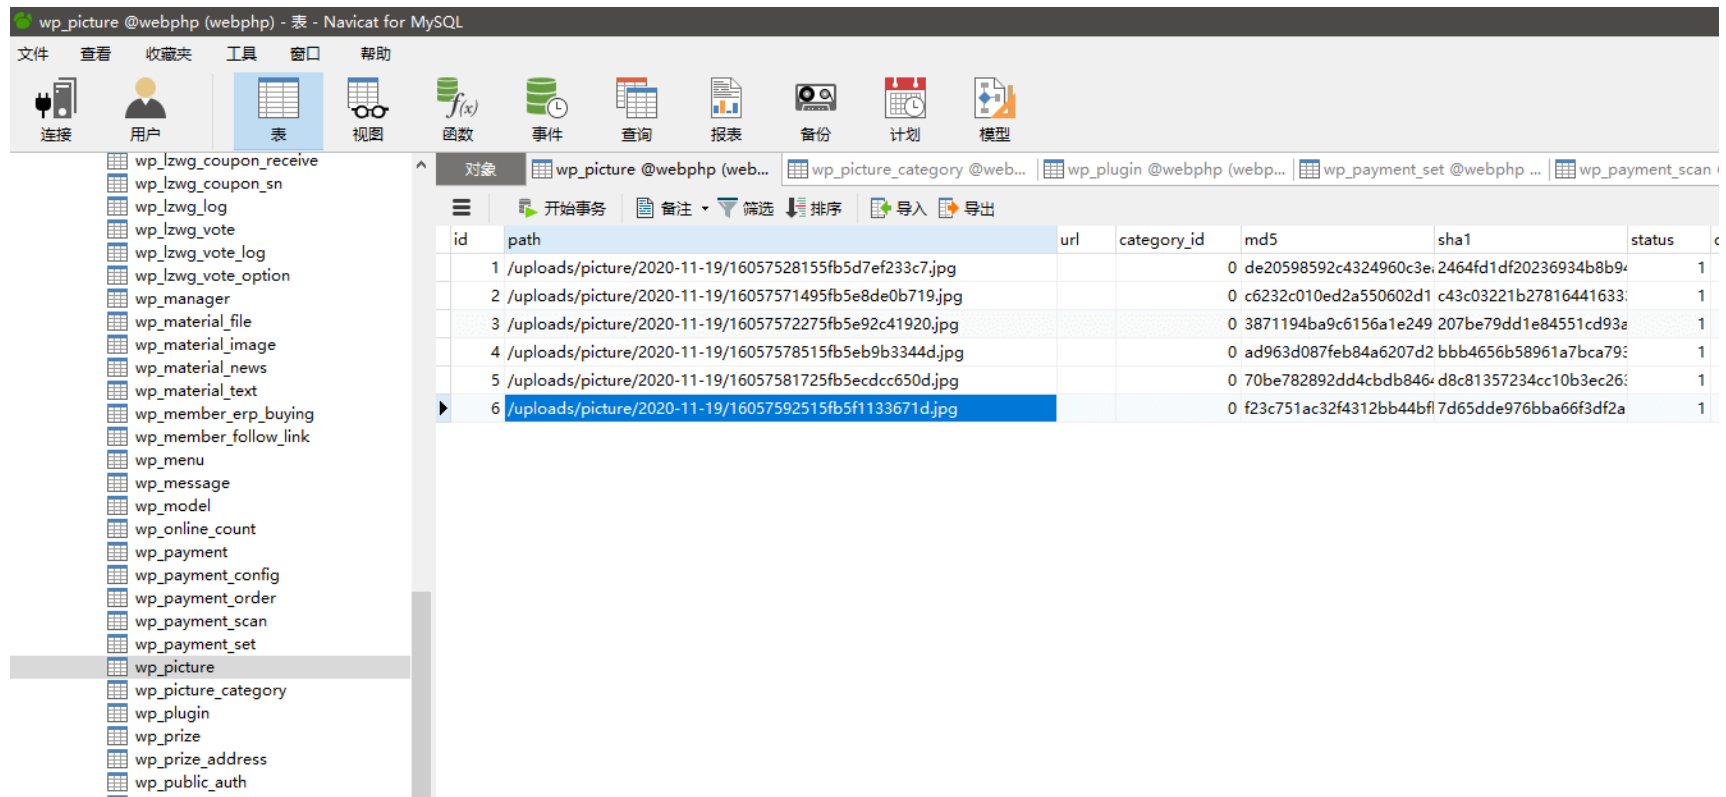 wp_picture @webphp (webphp) - 表 - Navicat for MySQL
文件 查看 收藏夹 工具 窗口 帮助
连接 用户 表 视图 函数 事件 查询 报表 备份 计划 模型
wp_lzwg_coupon_receive
wp_lzwg_coupon_sn
wp_lzwg_log
wp_lzwg_vote
wp_lzwg_vote_log
wp_lzwg_vote_option
wp_manager
wp_material_file
wp_material_image
wp_material_news
wp_material_text
wp_member_erp_buying
wp_member_follow_link
wp_menu
wp_message
wp_model
wp_online_count
wp_payment
wp_payment_config
wp_payment_order
wp_payment_scan
wp_payment_set
wp_picture
wp_picture_category
wp_plugin
wp_prize
wp_prize_address
wp_public_auth
对象 wp_picture @webphp (web... wp_picture_category @web... wp_plugin @webphp (webp... wp_payment_set @webphp ... wp_payment_scan
开始事务 备注 筛选 排序 导入 导出
id path url category_id md5 sha1 status
1 /uploads/picture/2020-11-19/16057528155fb5d7ef233c7.jpg 0 de20598592c4324960c3e 2464fd1df20236934b8b9 1
2 /uploads/picture/2020-11-19/16057571495fb5e8de0b719.jpg 0 c6232c010ed2a550602d1 c43c03221b27816441633 1
3 /uploads/picture/2020-11-19/16057572275fb5e92c41920.jpg 0 3871194ba9c6156a1e249 207be79dd1e84551cd93a 1
4 /uploads/picture/2020-11-19/16057578515fb5eb9b3344d.jpg 0 ad963d087feb84a6207d2 bbb4656b58961a7bca793 1
5 /uploads/picture/2020-11-19/16057581725fb5ecdcc650d.jpg 0 70be782892dd4cbdb846 d8c81357234cc10b3ec26 1
6 /uploads/picture/2020-11-19/16057592515fb5f1133671d.jpg 0 f23c751ac32f4312bb44bf 7d65dde976bba66f3df2a 1